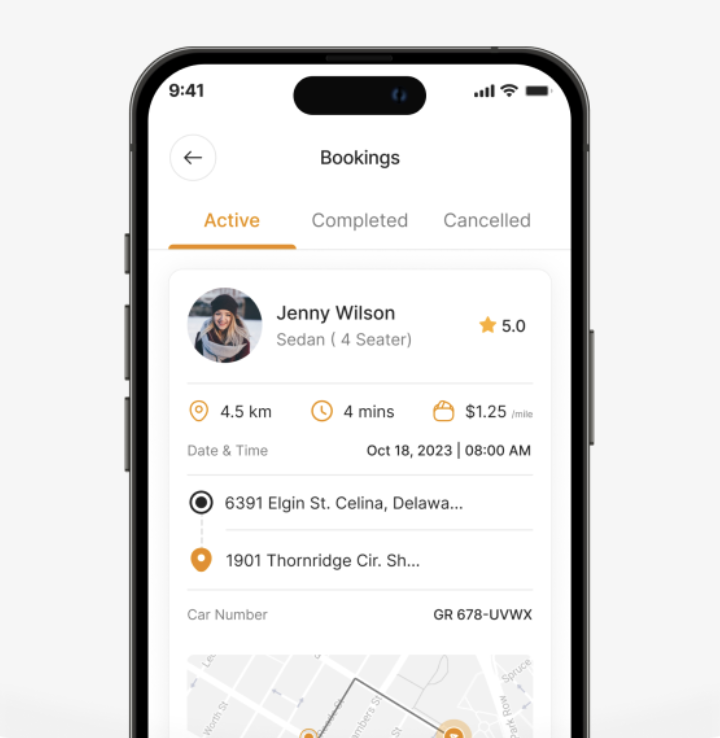 9:41
Bookings
Active Completed Cancelled
Jenny Wilson
5.0
Sedan ( 4 Seater)
4.5 km 4 mins $1.25 /mile
Date & Time Oct 18, 2023 | 08:00 AM
6391 Elgin St. Celina, Delawa...
1901 Thornridge Cir. Sh...
Car Number GR 678-UVWX
Spruce
Worth St
Park Row
St